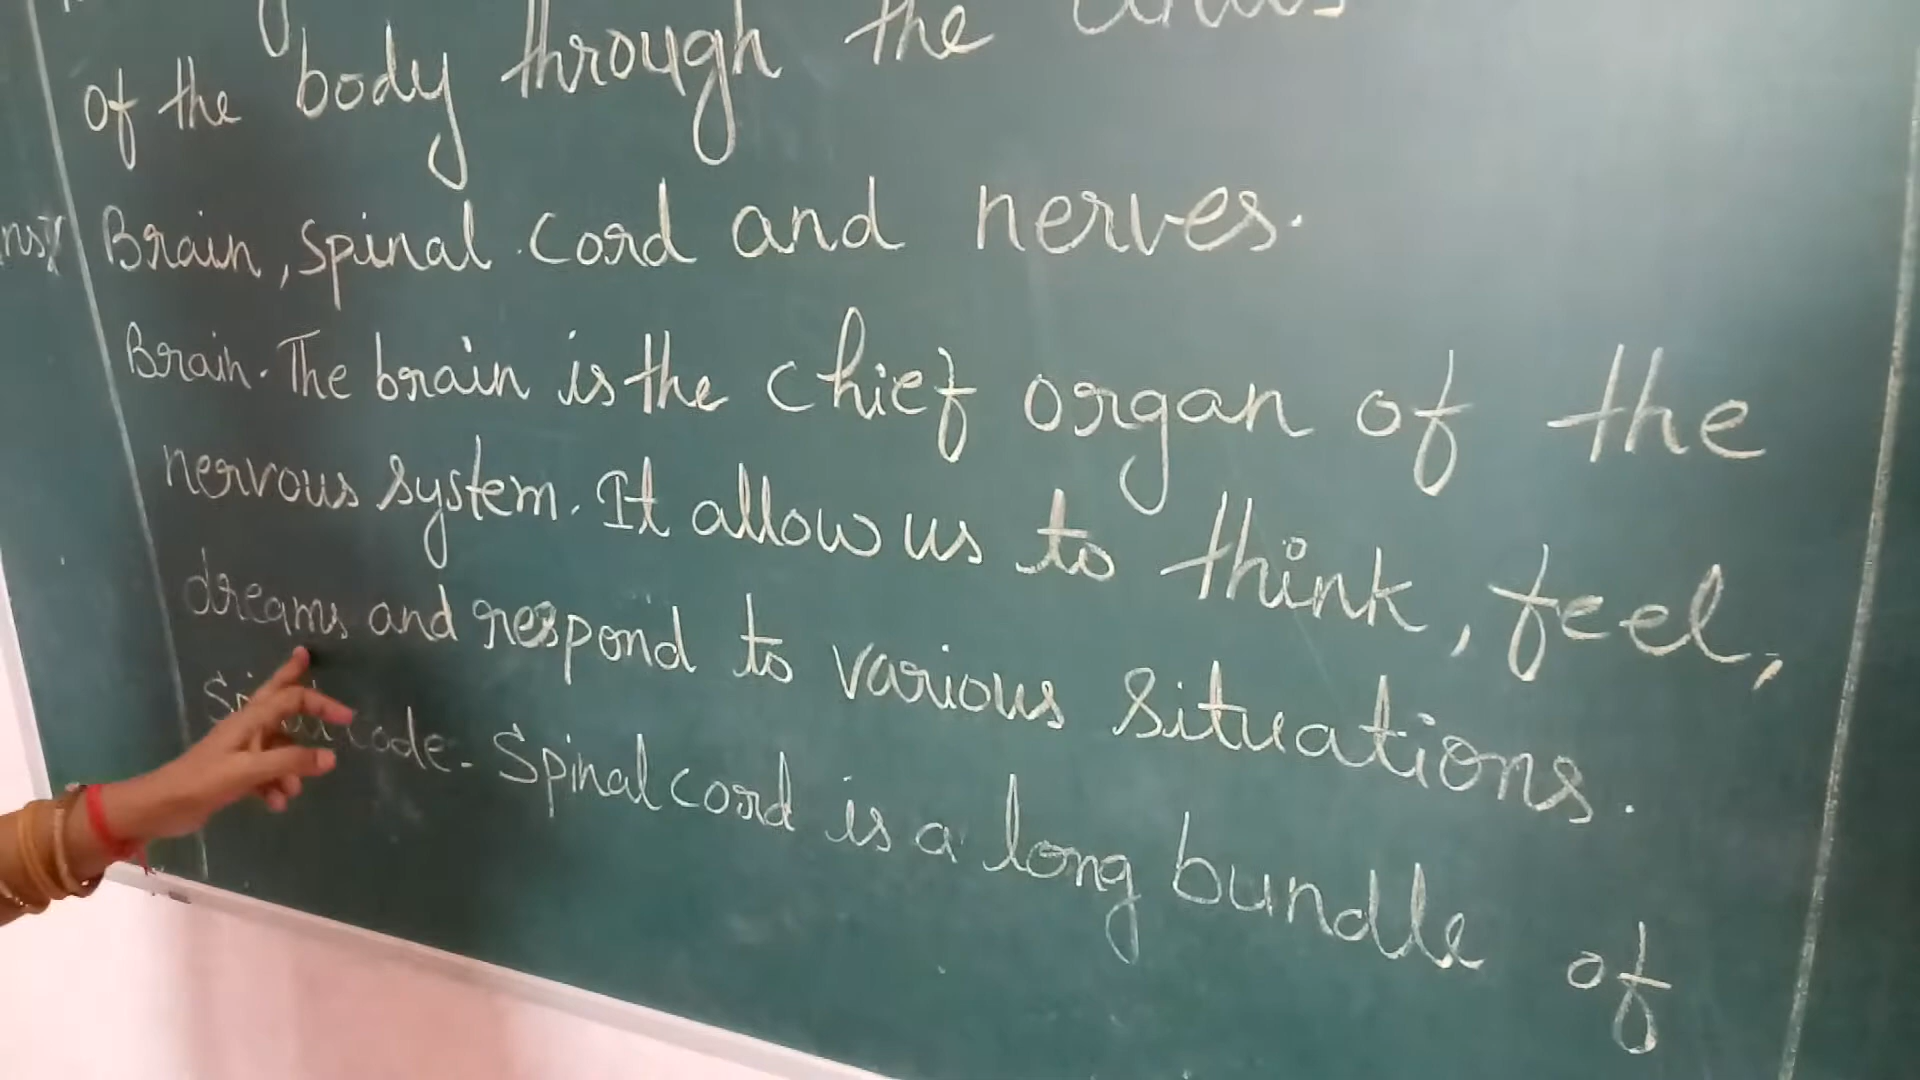 of the body through the
Brain, Spinal cord and nerves.
Brain. The brain is the chief organ of the
nervous system. It allow us to think, feel,
dreams and respond to various situations.
code - Spinal cord is a long bundle of